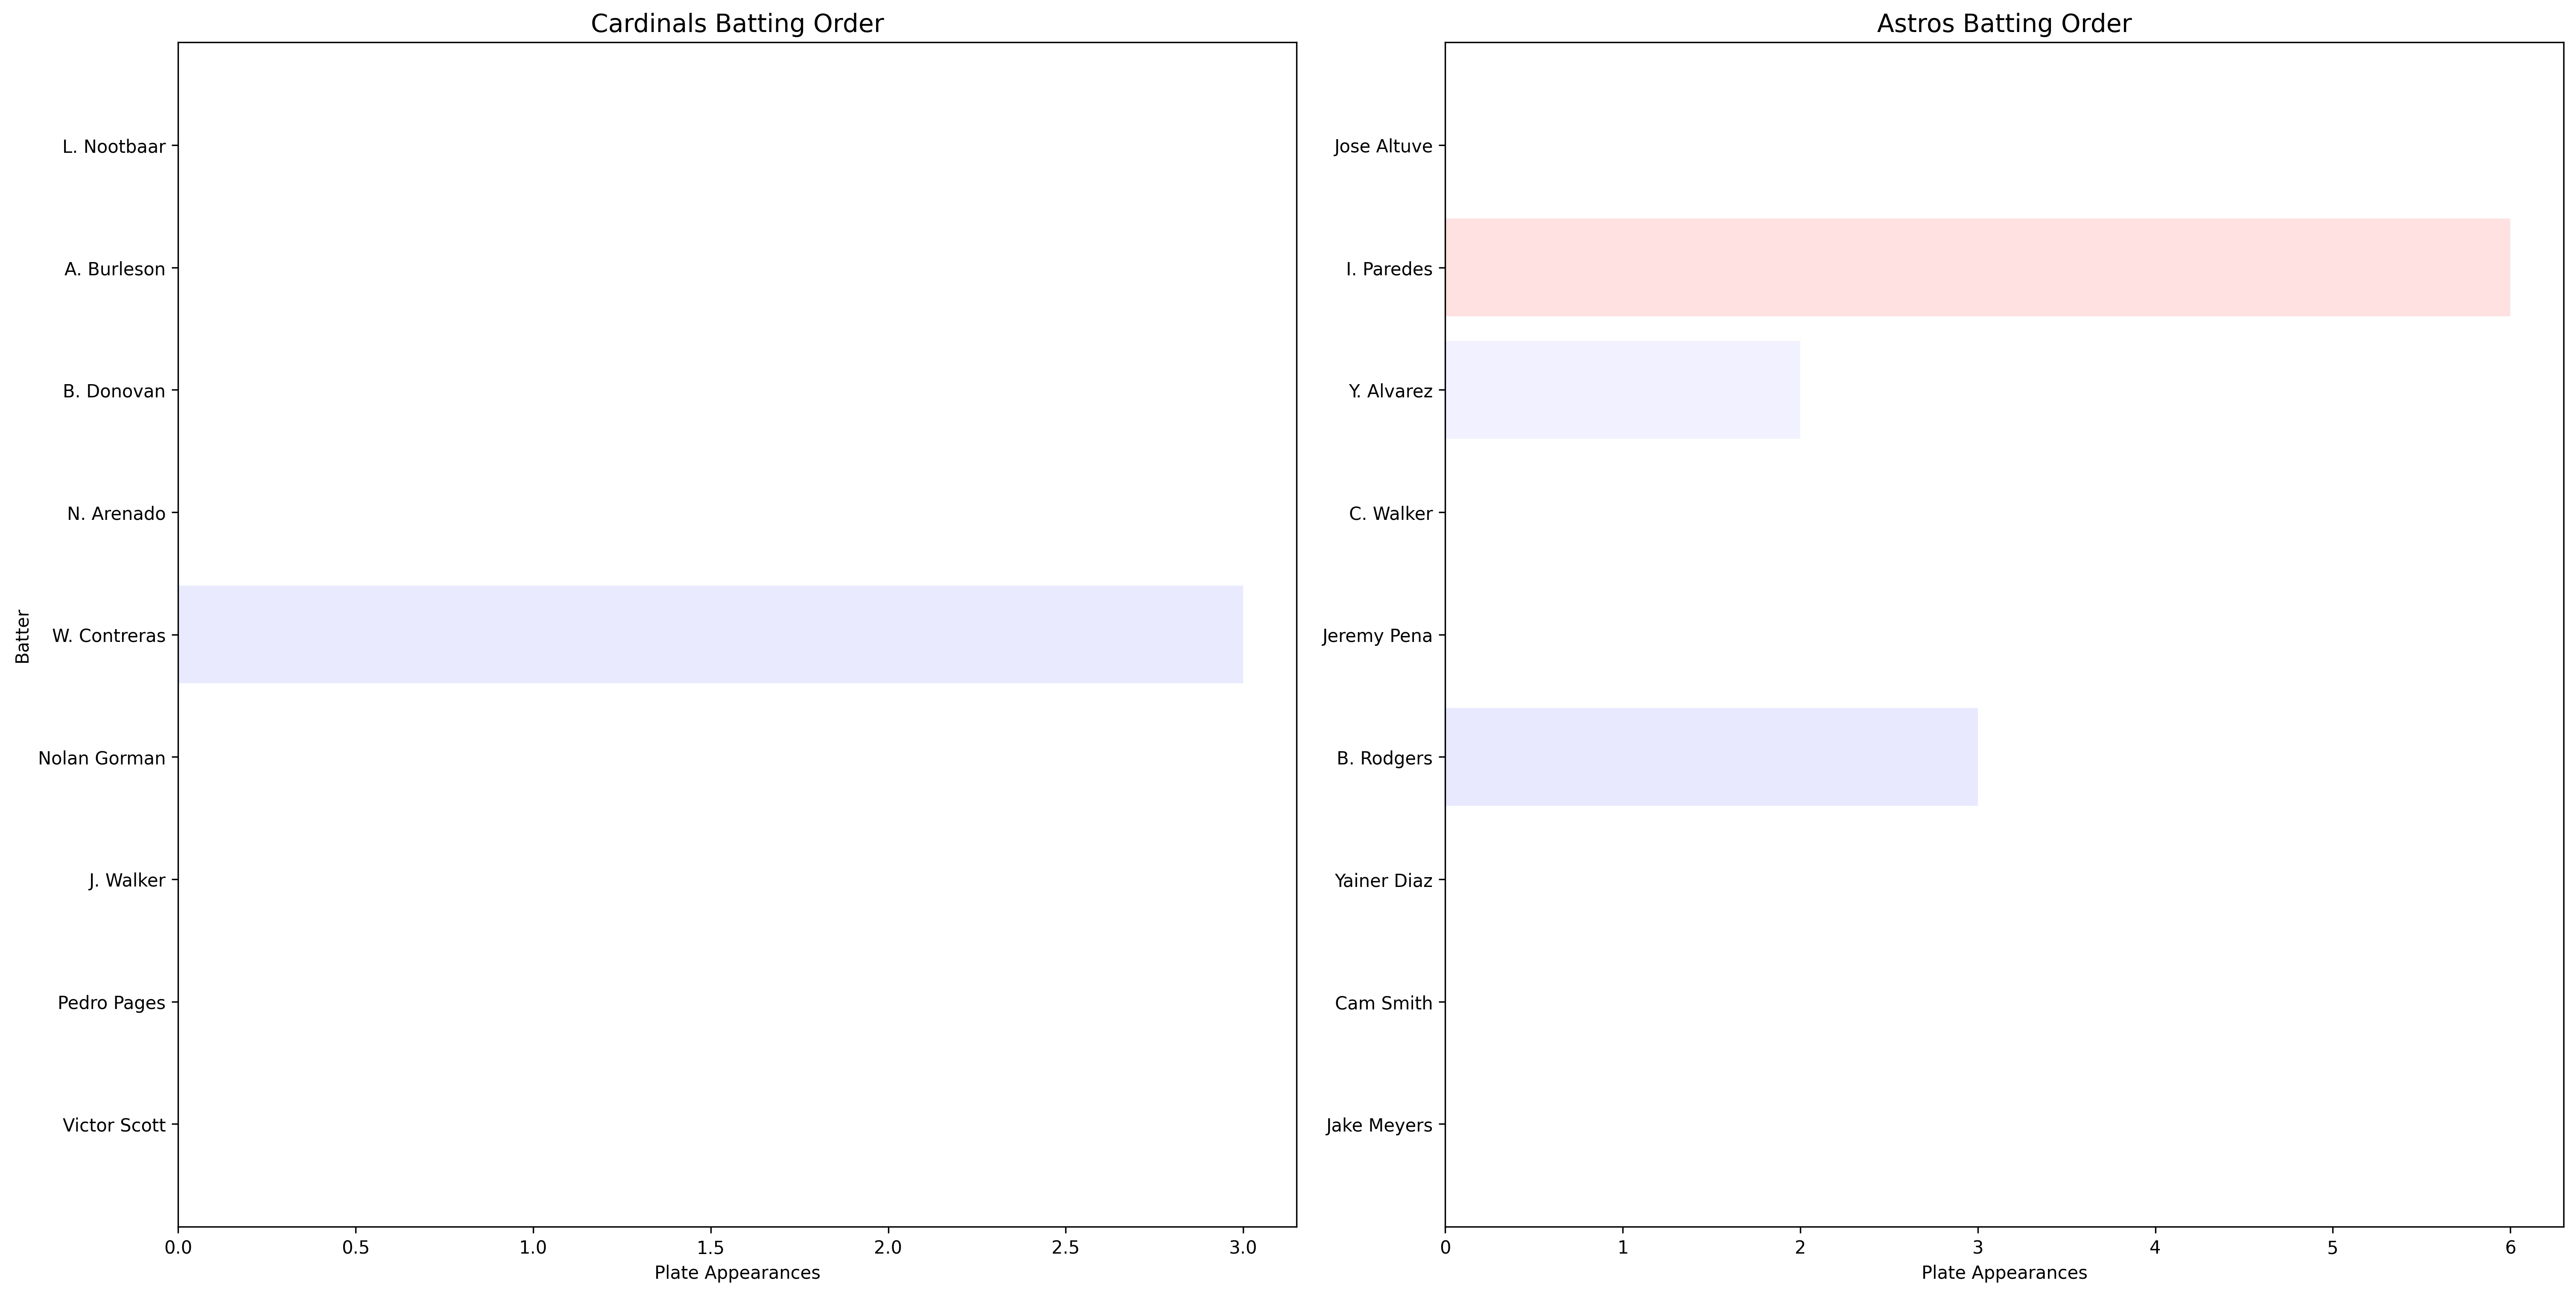 Cardinals Batting Order
Batter
L. Nootbaar
A. Burleson
B. Donovan
N. Arenado
W. Contreras
Nolan Gorman
J. Walker
Pedro Pages
Victor Scott
0.0 0.5 1.0 1.5 2.0 2.5 3.0
Plate Appearances
Astros Batting Order
Jose Altuve
I. Paredes
Y. Alvarez
C. Walker
Jeremy Pena
B. Rodgers
Yainer Diaz
Cam Smith
Jake Meyers
0 1 2 3 4 5 6
Plate Appearances